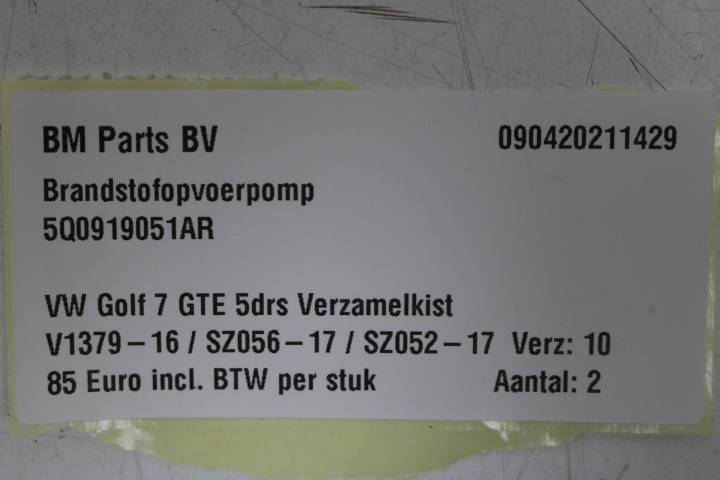 BM Parts BV 090420211429
Brandstofopvoerpomp
5Q0919051AR
VW Golf 7 GTE 5drs Verzamelkist
V1379-16 / SZ056-17 / SZ052-17 Verz: 10
85 Euro incl. BTW per stuk Aantal: 2